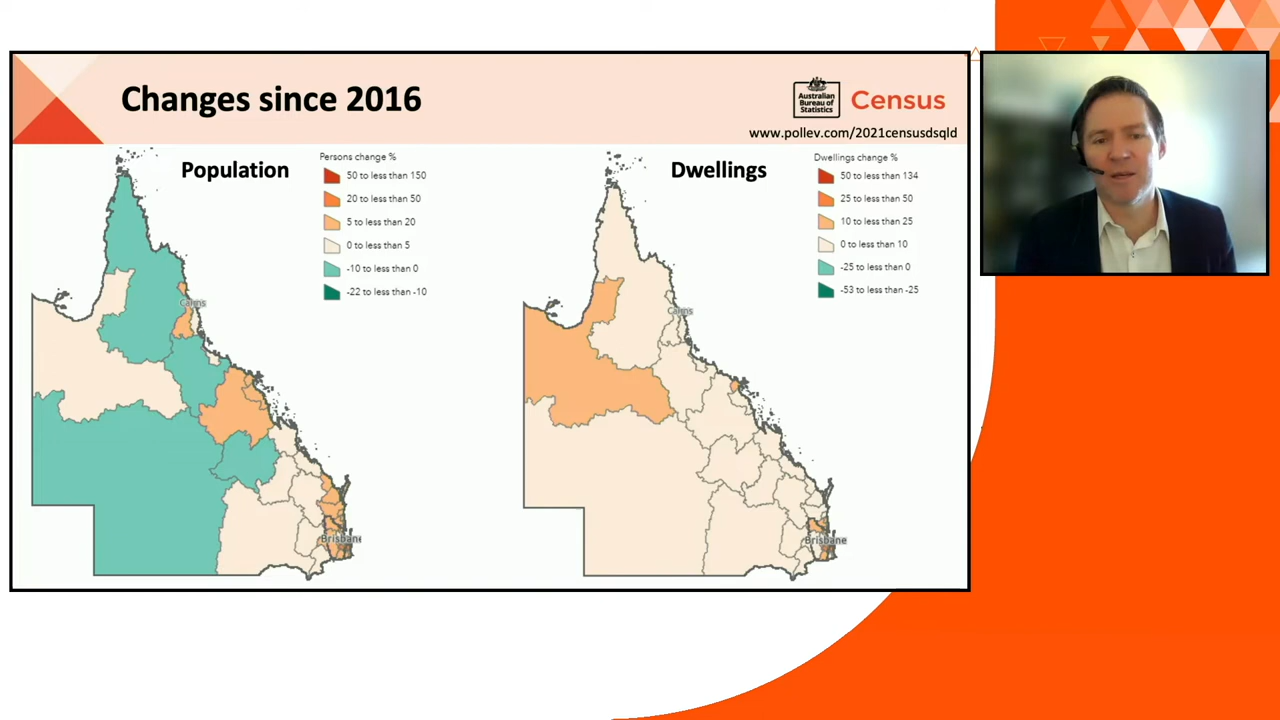 Changes since 2016
Australian
Bureau of
Statistics
Census
www.pollev.com/2021censusdsqld
Population
Persons change %
50 to less than 150
20 to less than 50
5 to less than 20
0 to less than 5
-10 to less than 0
-22 to less than -10
Cairns
Brisbane
Dwellings
Dwellings change %
50 to less than 134
25 to less than 50
10 to less than 25
0 to less than 10
-25 to less than 0
-53 to less than -25
Cairns
Brisbane